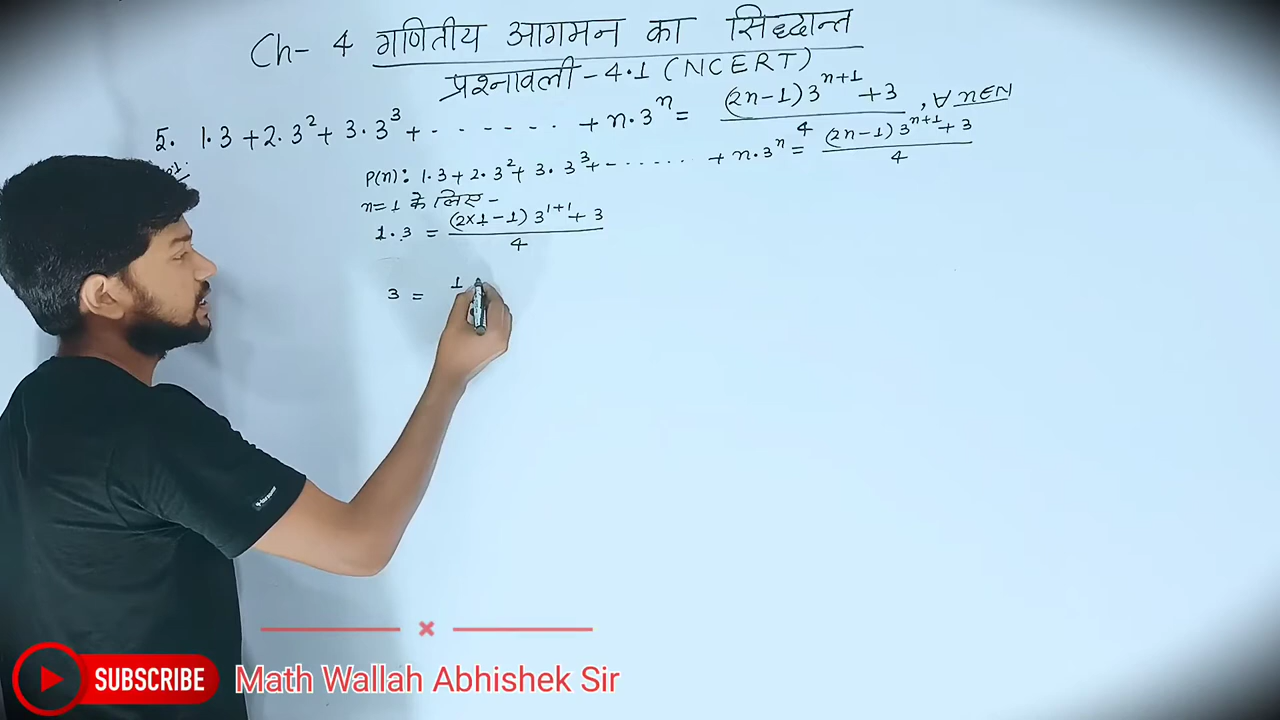 Ch- 4 गणितीय आगमन का सिद्धान्त
प्रश्नावली - 4.1 (NCERT)
5. 1.3 + 2.3² + 3.3³ + ....... + n.3ⁿ = (2n-1)3ⁿ⁺¹ + 3 / 4 , ∀ n∈N
P(n): 1.3 + 2.3² + 3.3³ + ....... + n.3ⁿ = (2n-1)3ⁿ⁺¹ + 3 / 4
n=1 के लिए -
1.3 = (2×1-1) 3¹⁺¹ + 3 / 4
3 = 1
SUBSCRIBE Math Wallah Abhishek Sir